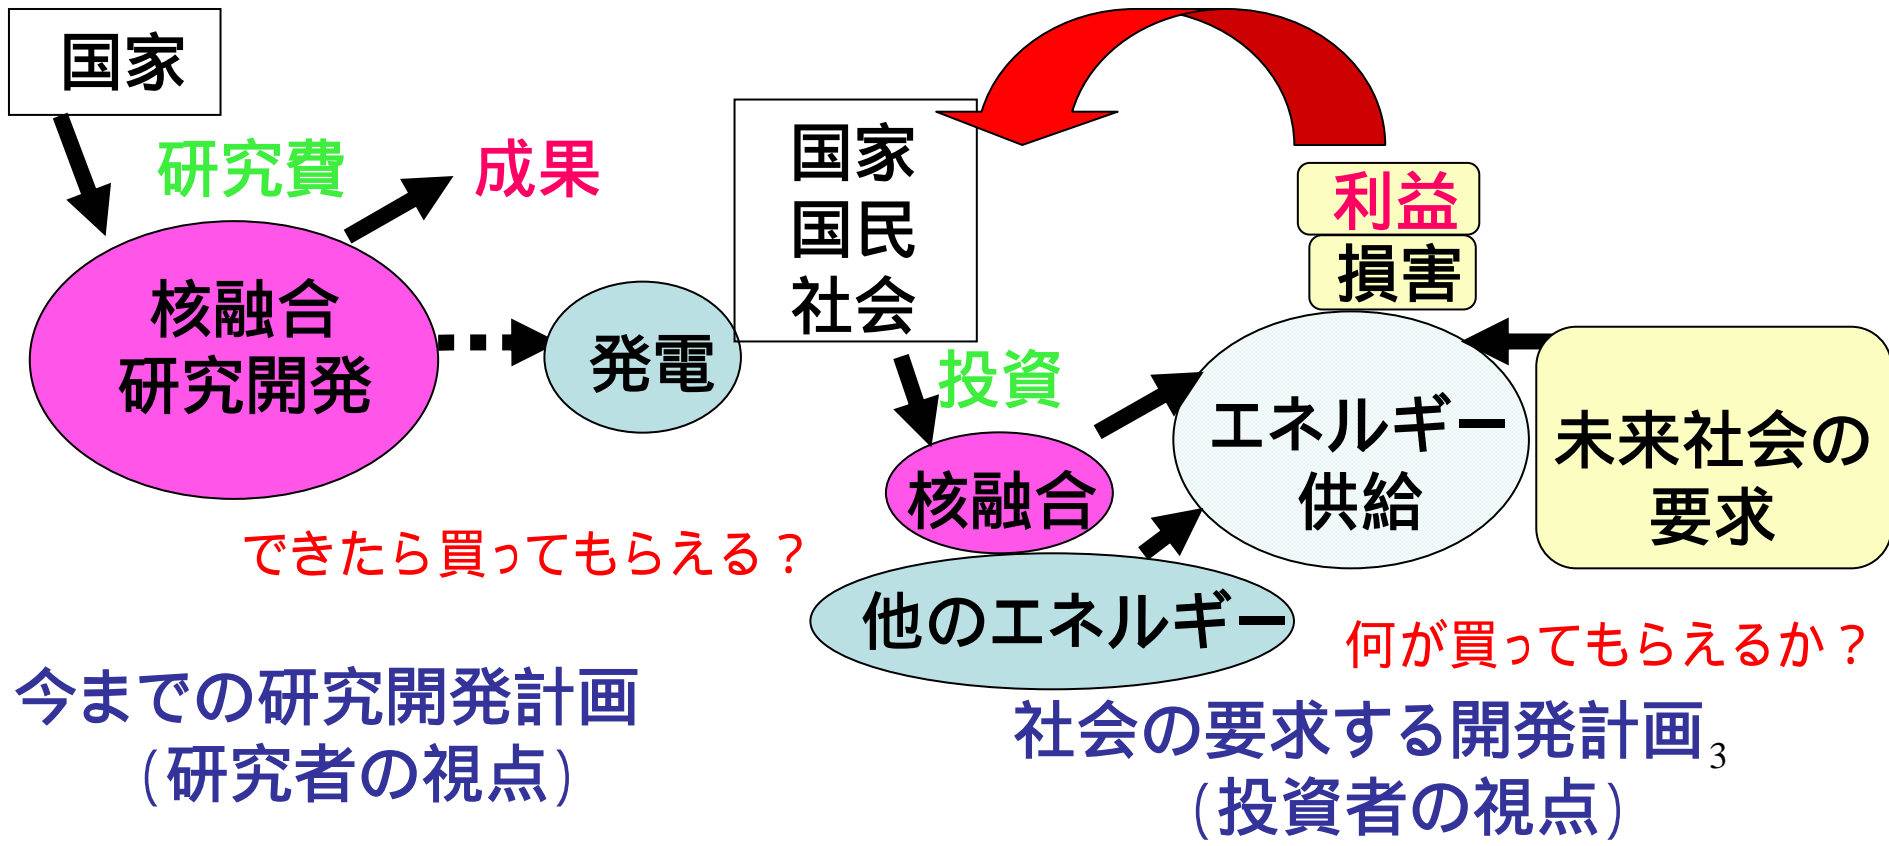 国家
研究費
成果
核融合
研究開発
発電
できたら買ってもらえる？
今までの研究開発計画
(研究者の視点)
国家
国民
社会
投資
核融合
他のエネルギー
利益
損害
エネルギー
供給
未来社会の
要求
何が買ってもらえるか？
社会の要求する開発計画
(投資者の視点)
3